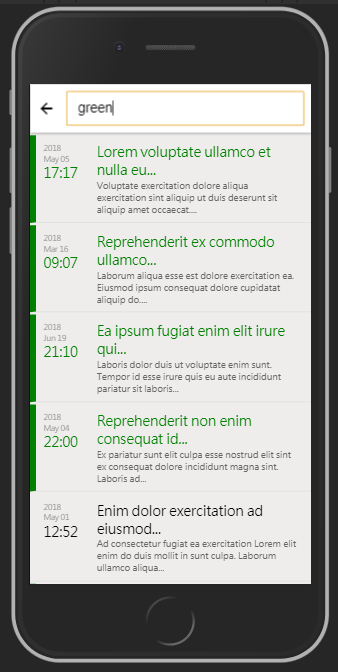 green
2018
May 05
17:17
Lorem voluptate ullamco et
nulla eu...
Voluptate exercitation dolore aliqua
exercitation sint aliquip ut duis deserunt sit
aliquip amet occaecat....
2018
Mar 16
09:07
Reprehenderit ex commodo
ullamco...
Laborum aliqua esse est dolore exercitation ea.
Eiusmod ipsum consequat dolore cupidatat
aliquip do....
2018
Jun 19
21:10
Ea ipsum fugiat enim elit irure
qui...
Laboris dolor duis ut voluptate enim sunt.
Tempor id esse irure quis eu aute incididunt
pariatur sit laboris...
2018
May 04
22:00
Reprehenderit non enim
consequat id...
Ex pariatur sunt elit culpa esse nostrud elit sint
ex consequat dolore incididunt magna sint.
Laboris ad...
2018
May 01
12:52
Enim dolor exercitation ad
eiusmod...
Ad consectetur fugiat ea exercitation Lorem elit
enim do duis mollit in sunt culpa. Laborum
ullamco aliqua...